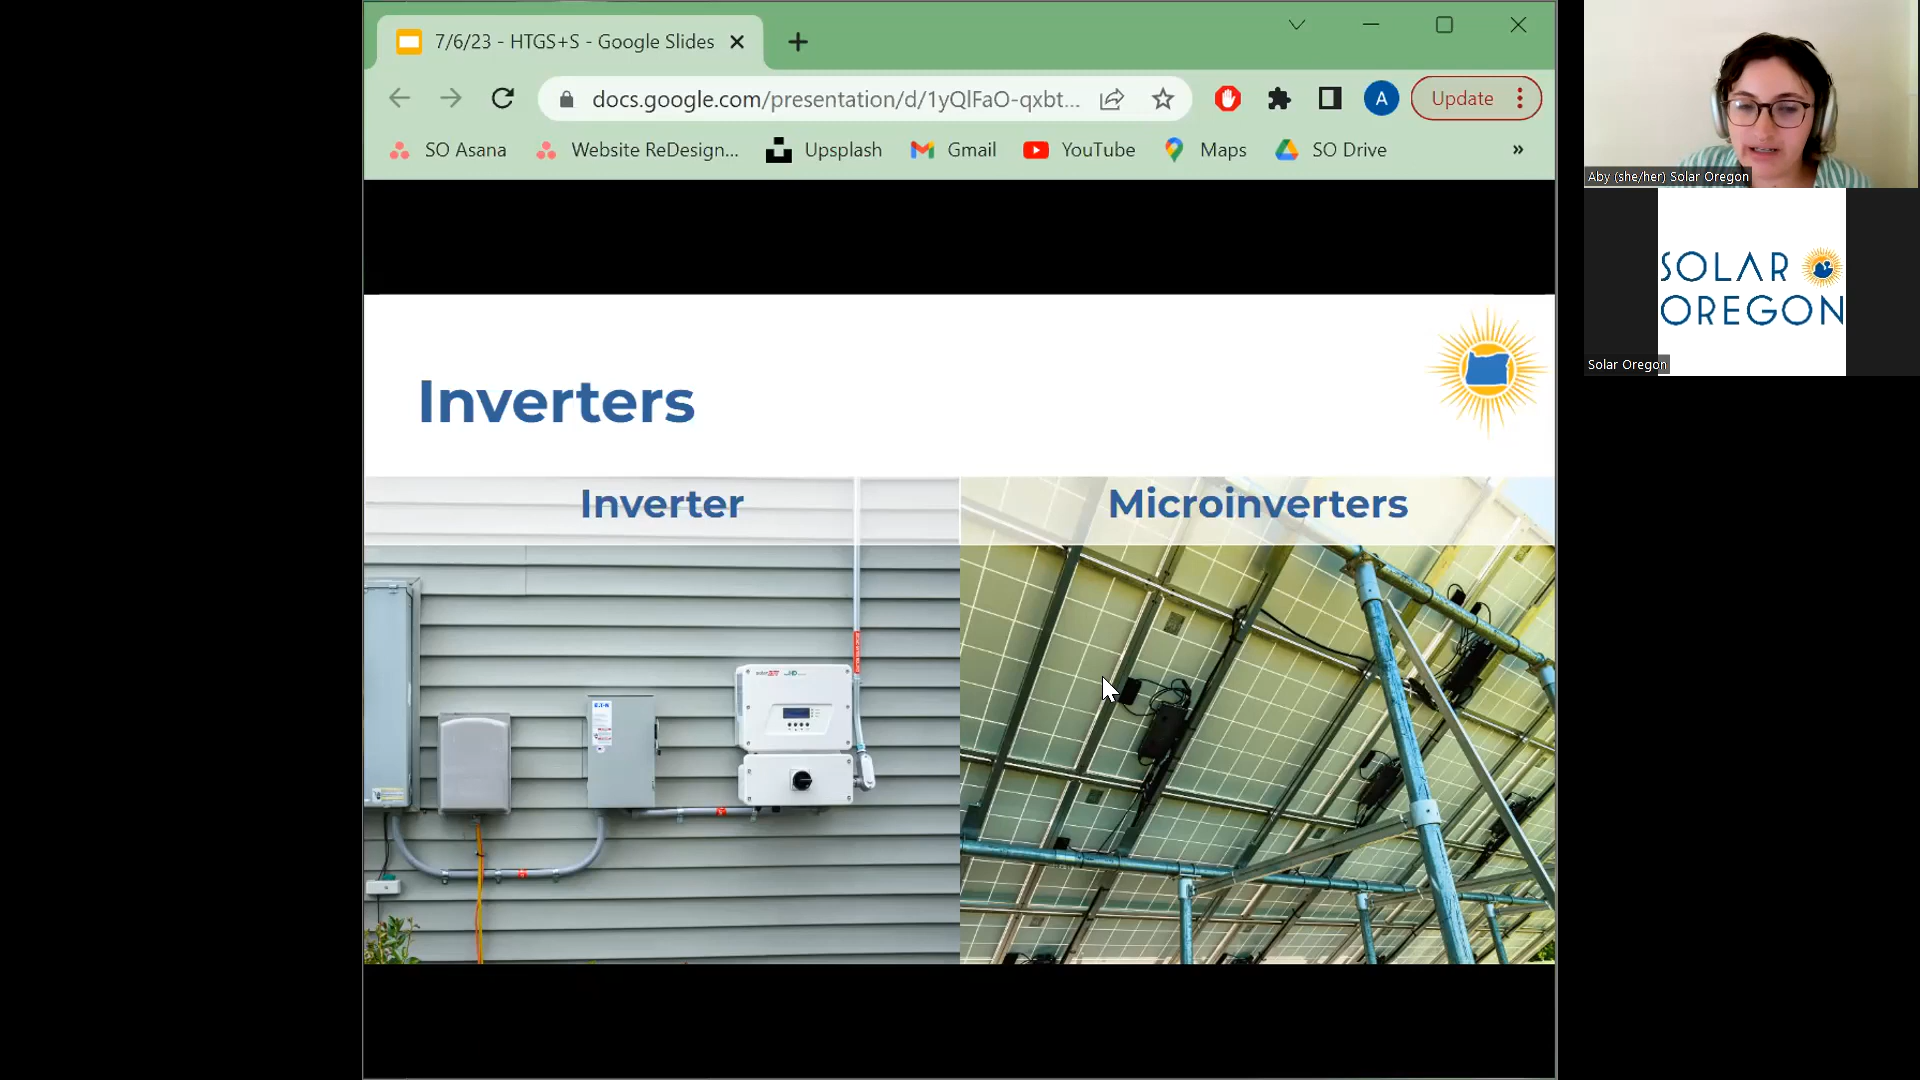 7/6/23 - HTGS+S - Google Slides
docs.google.com/presentation/d/1yQlFaO-qxbt...
A
Update
SO Asana
Website ReDesign...
Upsplash
Gmail
YouTube
Maps
SO Drive
»
Inverters
Inverter
Microinverters
Aby (she/her) Solar Oregon
SOLAR
OREGON
Solar Oregon